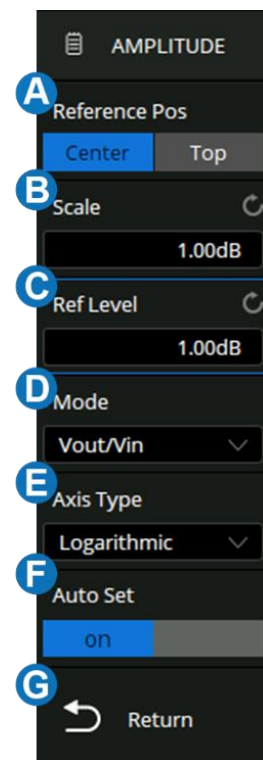 AMPLITUDE
A
Reference Pos
Center Top
B
Scale
1.00dB
C
Ref Level
1.00dB
D
Mode
Vout/Vin
E
Axis Type
Logarithmic
F
Auto Set
on
G
Return